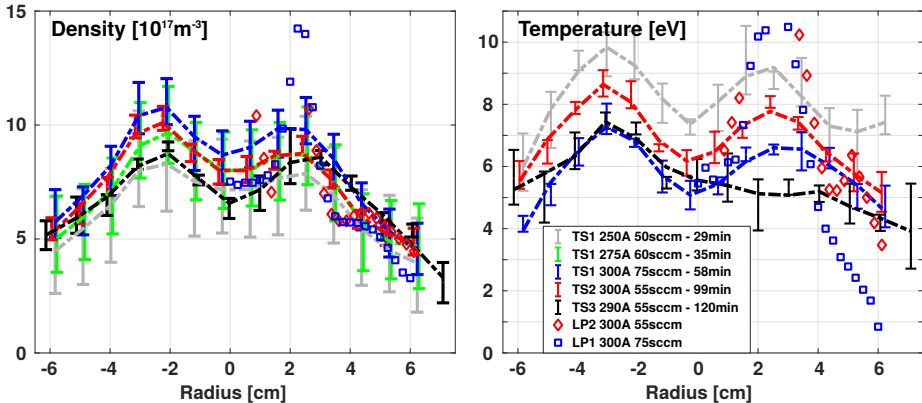 Density [10¹⁷m⁻³]
15
10
5
0
-6 -4 -2 0 2 4 6
Radius [cm]
Temperature [eV]
10
8
6
4
2
0
-6 -4 -2 0 2 4 6
Radius [cm]
TS1 250A 50sccm - 29min
TS1 275A 60sccm - 35min
TS1 300A 75sccm - 58min
TS2 300A 55sccm - 99min
TS3 290A 55sccm - 120min
LP2 300A 55sccm
LP1 300A 75sccm